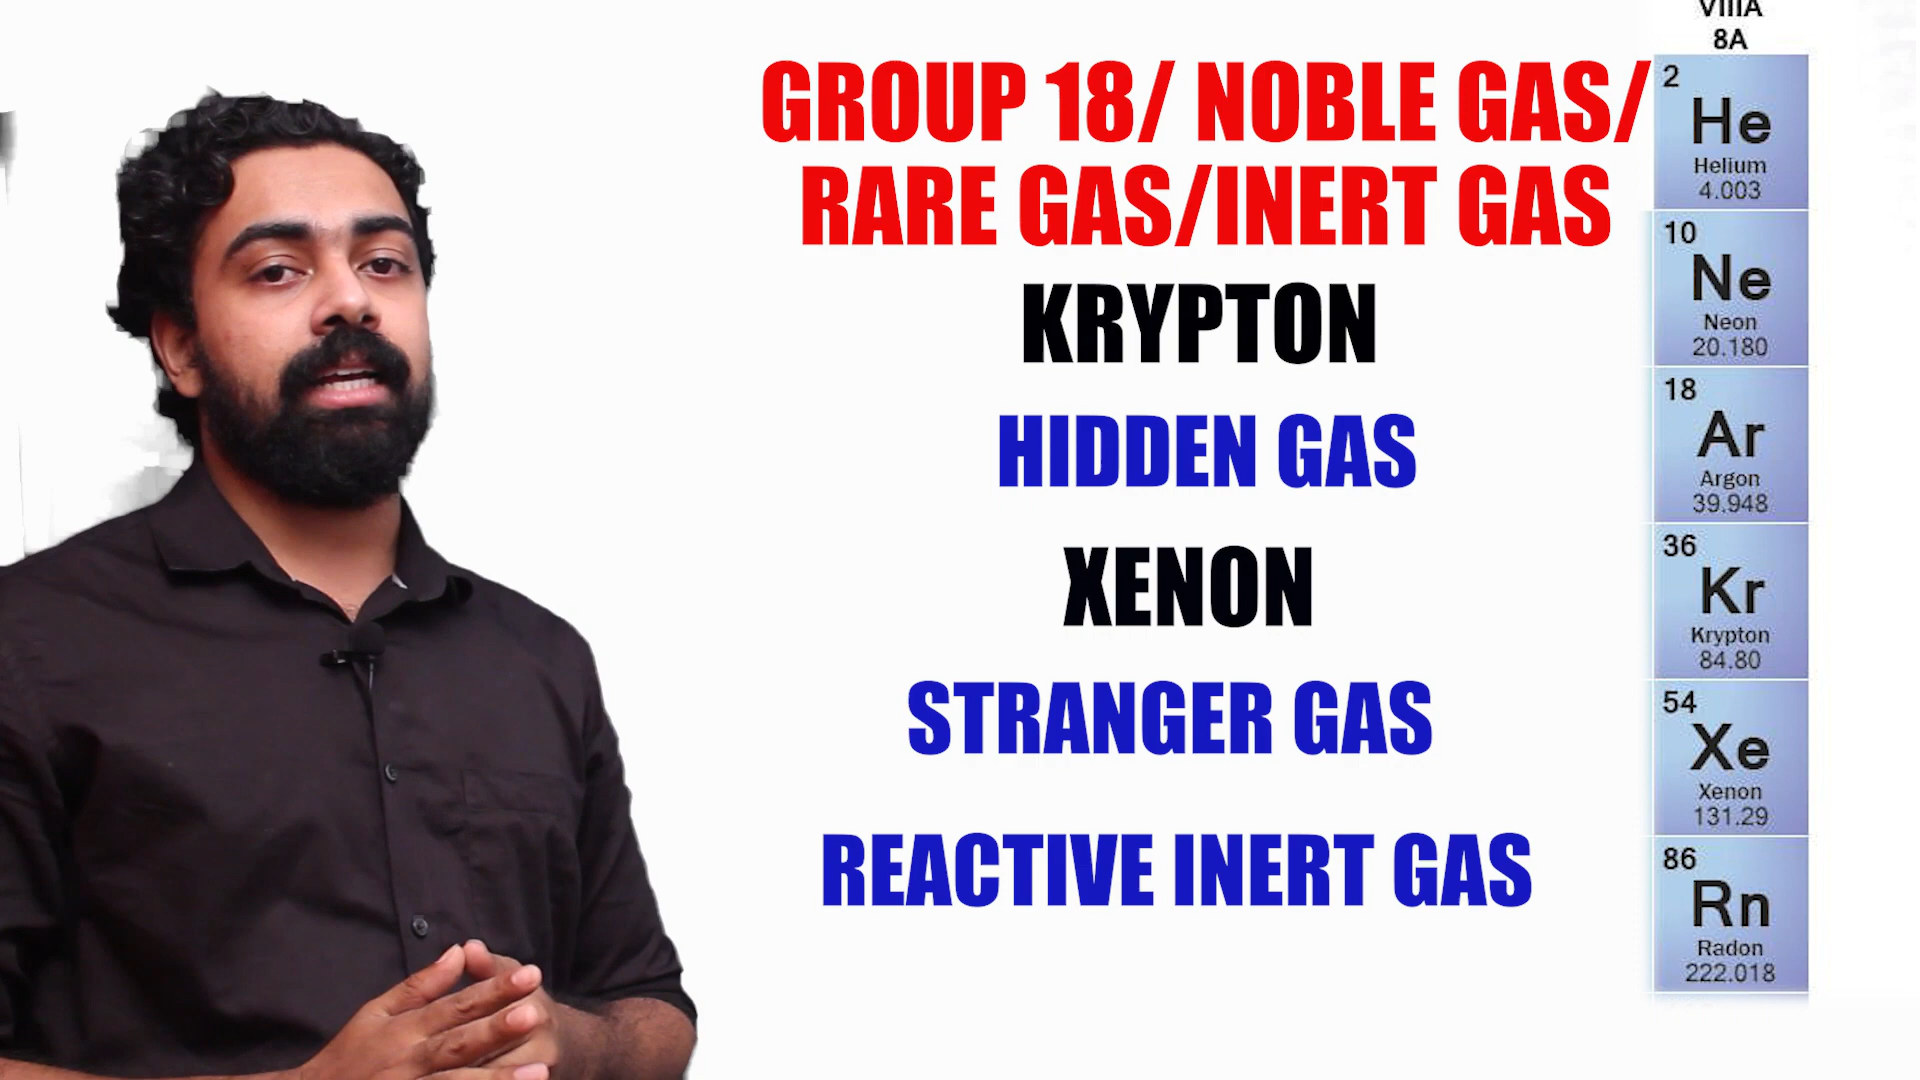 GROUP 18/ NOBLE GAS/
RARE GAS/INERT GAS
KRYPTON
HIDDEN GAS
XENON
STRANGER GAS
REACTIVE INERT GAS
VIIIA
8A
2
He
Helium
4.003
10
Ne
Neon
20.180
18
Ar
Argon
39.948
36
Kr
Krypton
84.80
54
Xe
Xenon
131.29
86
Rn
Radon
222.018